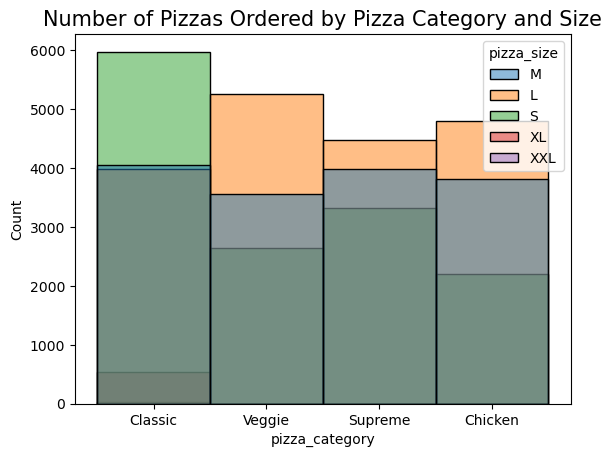 Number of Pizzas Ordered by Pizza Category and Size
pizza_size
M
L
S
XL
XXL
6000
5000
4000
3000
2000
1000
0
Count
Classic
Veggie
Supreme
Chicken
pizza_category